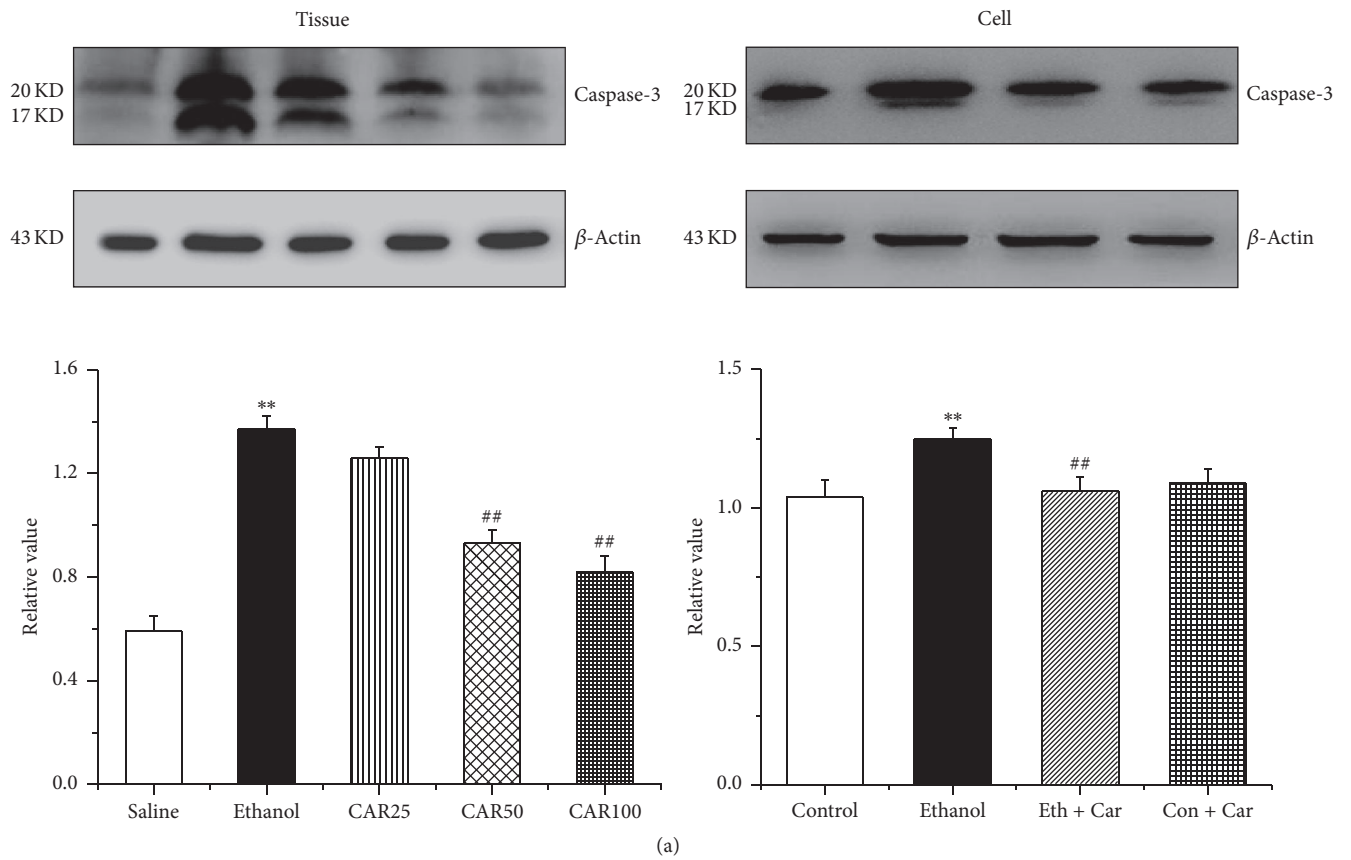 Tissue
20 KD
17 KD
Caspase-3
43 KD
β-Actin
Cell
20 KD
17 KD
Caspase-3
43 KD
β-Actin
1.6
1.2
0.8
0.4
0.0
Relative value
**
##
##
Saline Ethanol CAR25 CAR50 CAR100
1.5
1.0
0.5
0.0
Relative value
**
##
Control Ethanol Eth + Car Con + Car
(a)